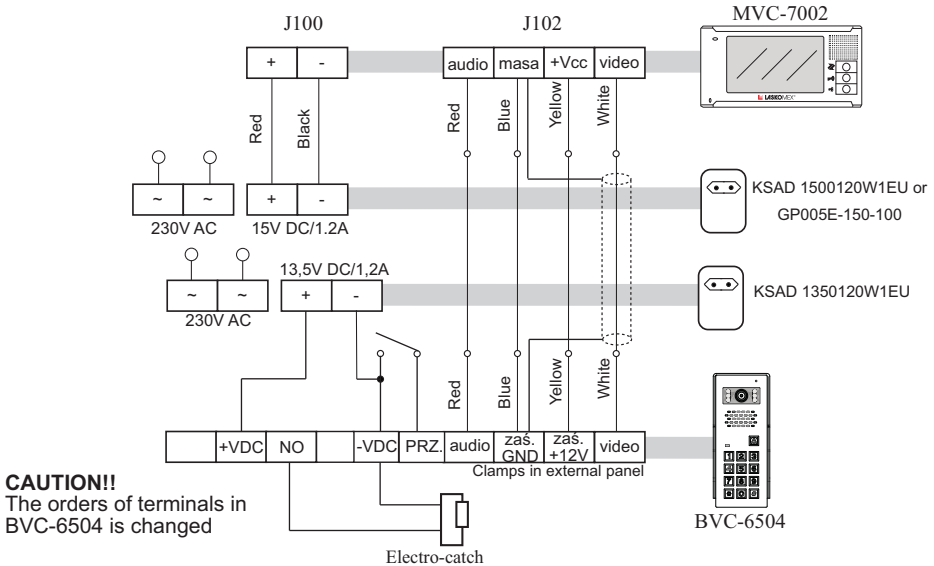 J100
J102
MVC-7002
+ -
audio masa +Vcc video
LASKOMEX
Red
Black
Red
Blue
Yellow
White
~ ~
230V AC
+ -
15V DC/1.2A
KSAD 1500120W1EU or
GP005E-150-100
13,5V DC/1,2A
~ ~
230V AC
+ -
KSAD 1350120W1EU
Red
Blue
Yellow
White
+VDC NO -VDC PRZ. audio zaś. GND zaś. +12V video
Clamps in external panel
CAUTION!!
The orders of terminals in
BVC-6504 is changed
BVC-6504
Electro-catch